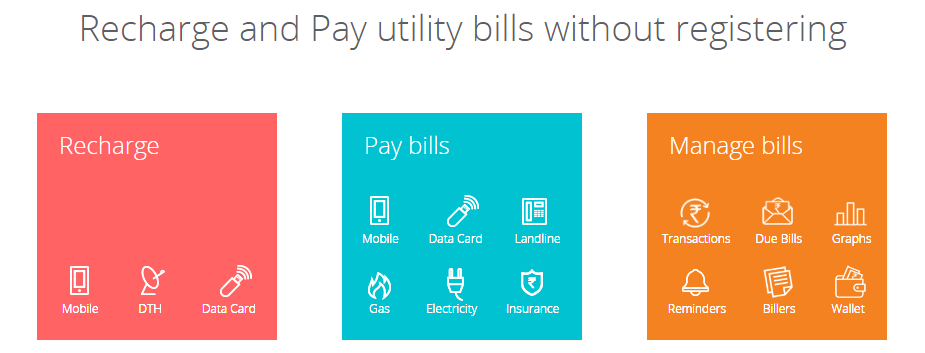 Recharge and Pay utility bills without registering
Recharge
Mobile DTH Data Card
Pay bills
Mobile Data Card Landline
Gas Electricity Insurance
Manage bills
Transactions Due Bills Graphs
Reminders Billers Wallet